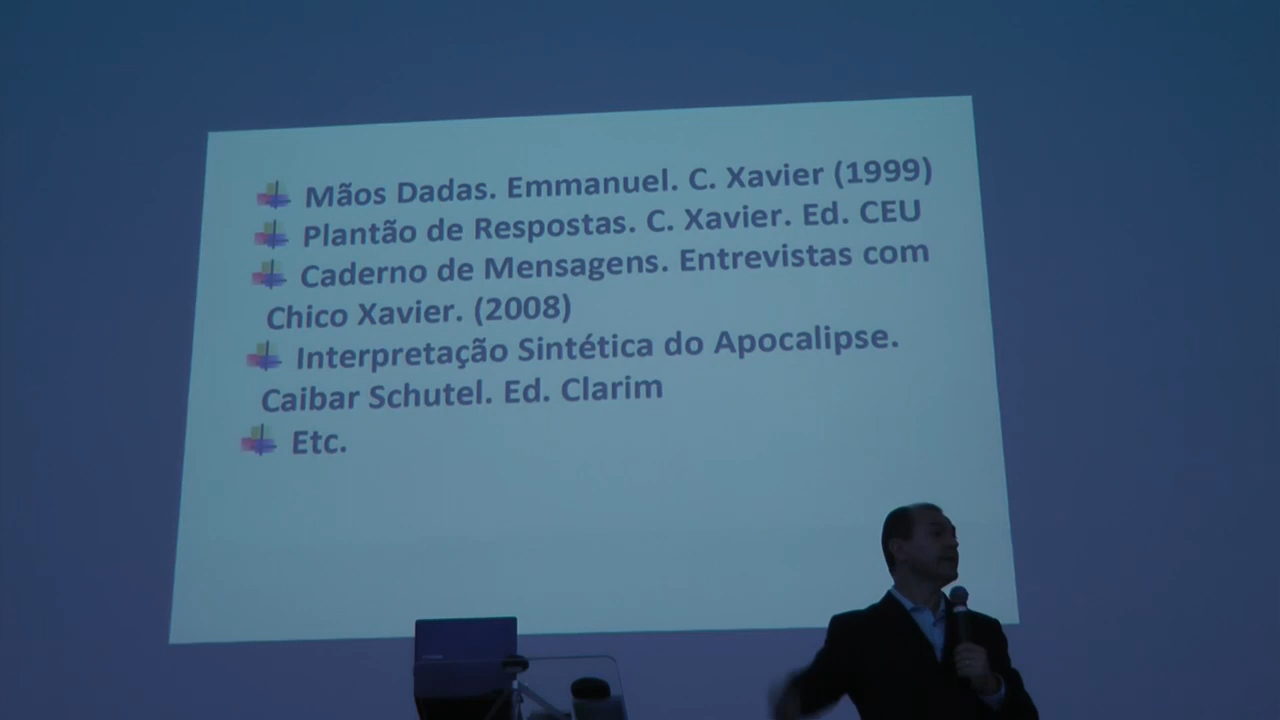 Mãos Dadas. Emmanuel. C. Xavier (1999)
Plantão de Respostas. C. Xavier. Ed. CEU
Caderno de Mensagens. Entrevistas com
Chico Xavier. (2008)
Interpretação Sintética do Apocalipse.
Caibar Schutel. Ed. Clarim
Etc.